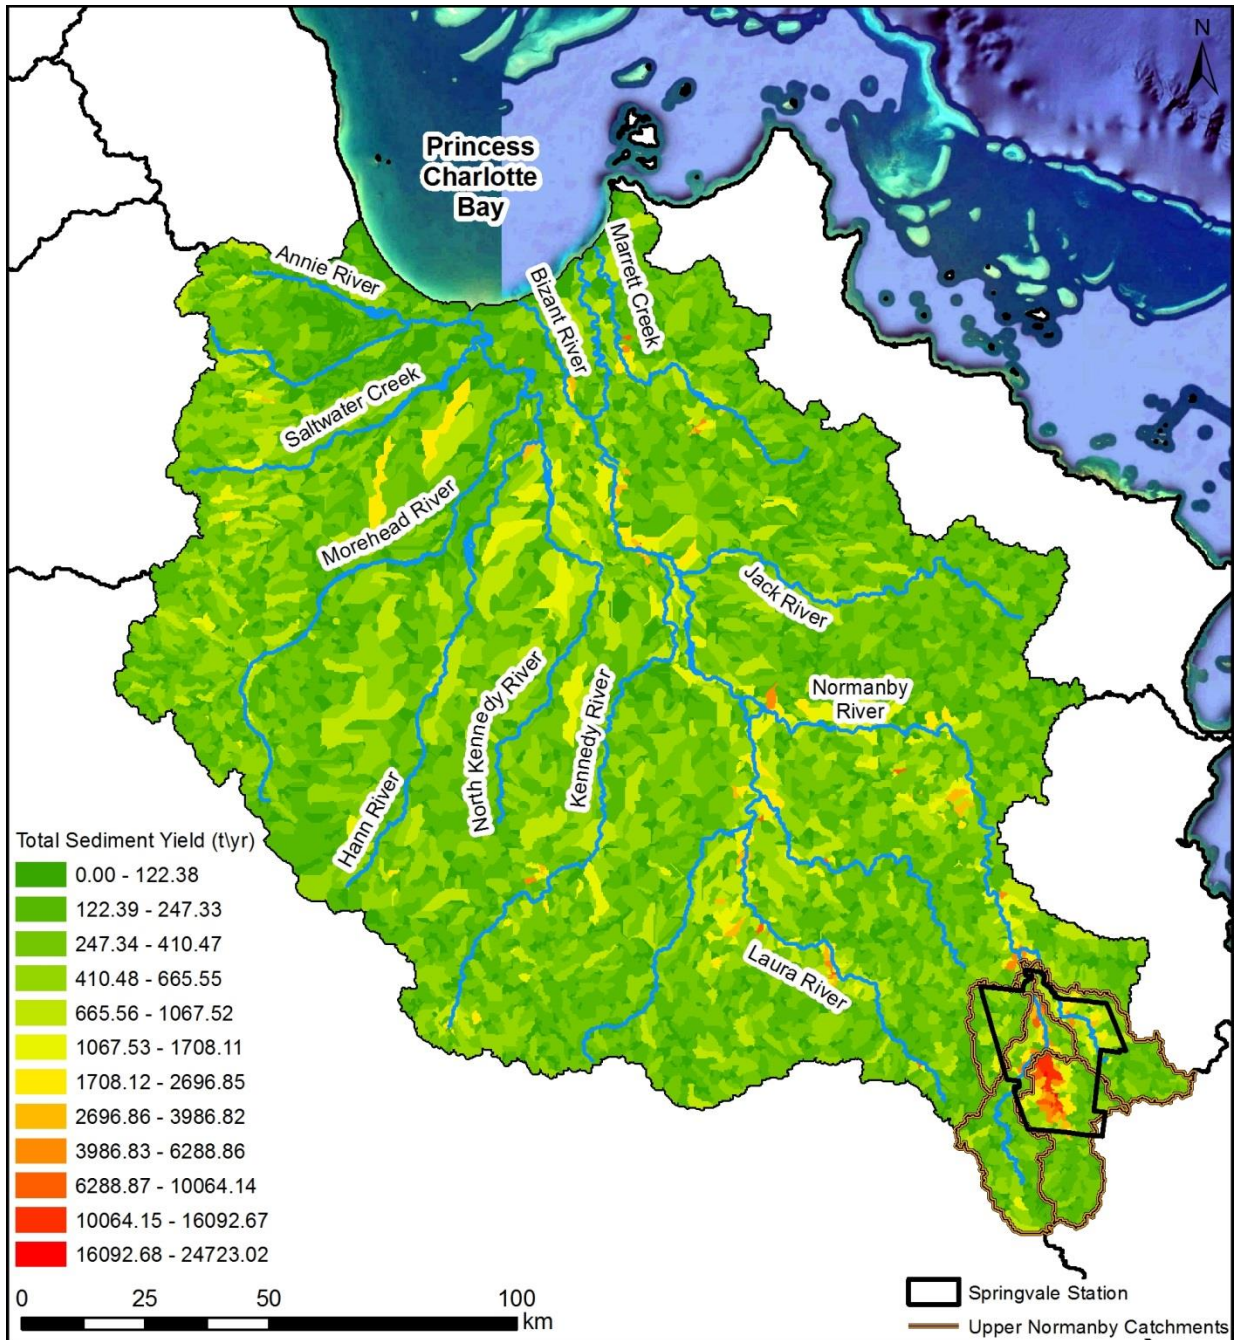 N
Princess
Charlotte
Bay
Annie River
Bizant River
Marrett Creek
Saltwater Creek
Morehead River
Jack River
North Kennedy River
Kennedy River
Normanby
River
Hann River
Laura River
Total Sediment Yield (t\yr)
0.00 - 122.38
122.39 - 247.33
247.34 - 410.47
410.48 - 665.55
665.56 - 1067.52
1067.53 - 1708.11
1708.12 - 2696.85
2696.86 - 3986.82
3986.83 - 6288.86
6288.87 - 10064.14
10064.15 - 16092.67
16092.68 - 24723.02
0 25 50 100
km
Springvale Station
Upper Normanby Catchments